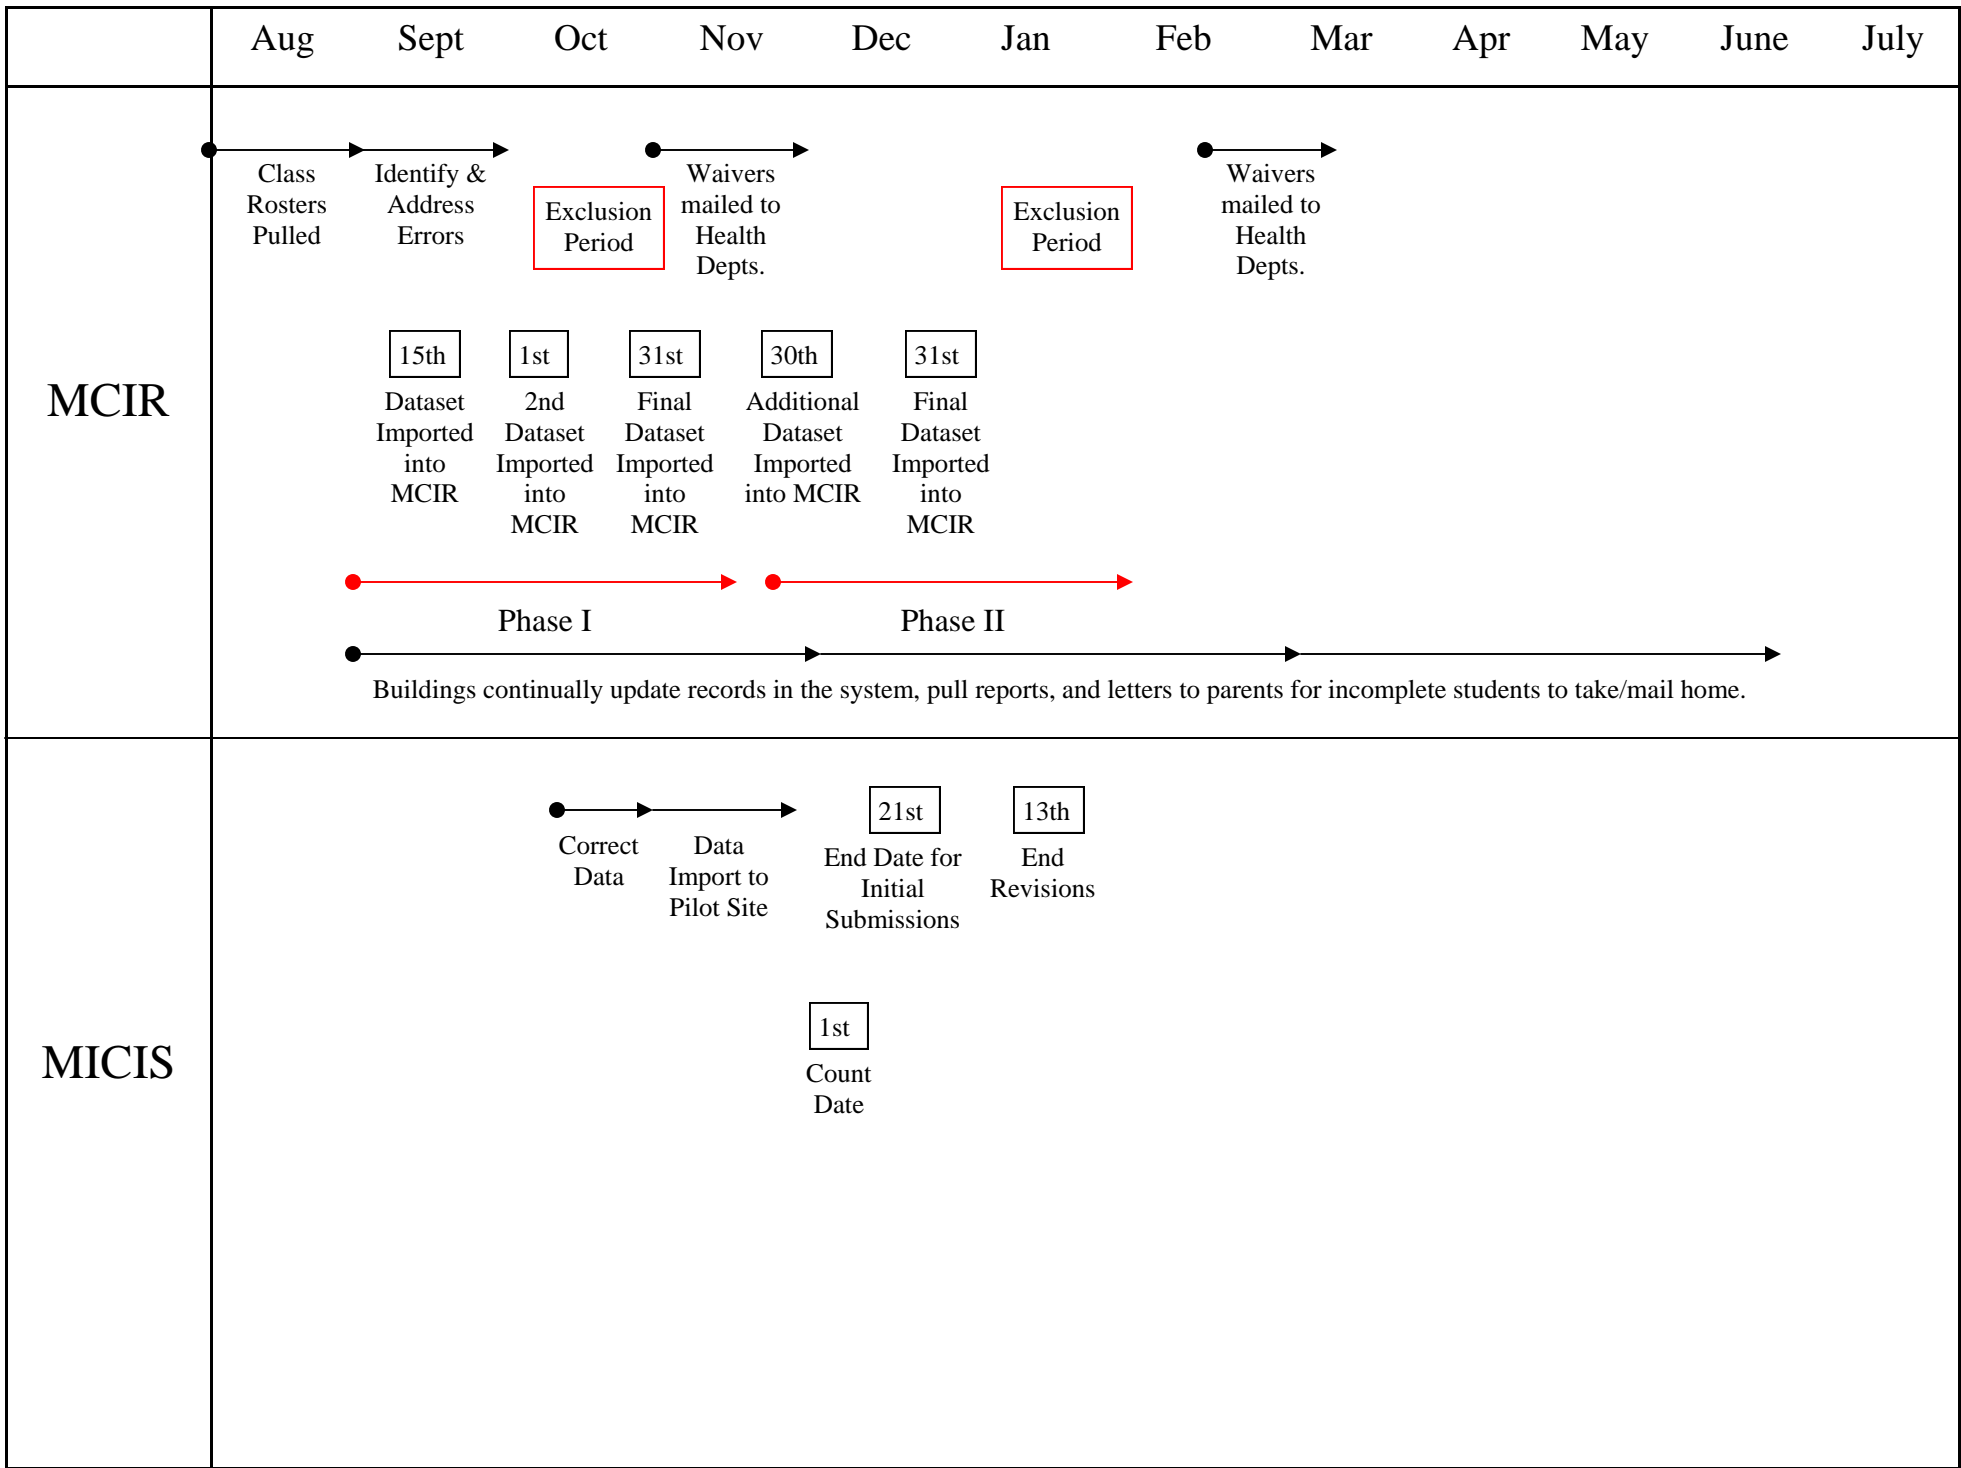 Aug Sept Oct Nov Dec Jan Feb Mar Apr May June July
MCIR
Class
Rosters
Pulled
Identify &
Address
Errors
Exclusion
Period
Waivers
mailed to
Health
Depts.
Exclusion
Period
Waivers
mailed to
Health
Depts.
15th
Dataset
Imported
into
MCIR
1st
2nd
Dataset
Imported
into
MCIR
31st
Final
Dataset
Imported
into
MCIR
30th
Additional
Dataset
Imported
into MCIR
31st
Final
Dataset
Imported
into
MCIR
Phase I
Phase II
Buildings continually update records in the system, pull reports, and letters to parents for incomplete students to take/mail home.
MICIS
Correct
Data
Data
Import to
Pilot Site
21st
End Date for
Initial
Submissions
13th
End
Revisions
1st
Count
Date